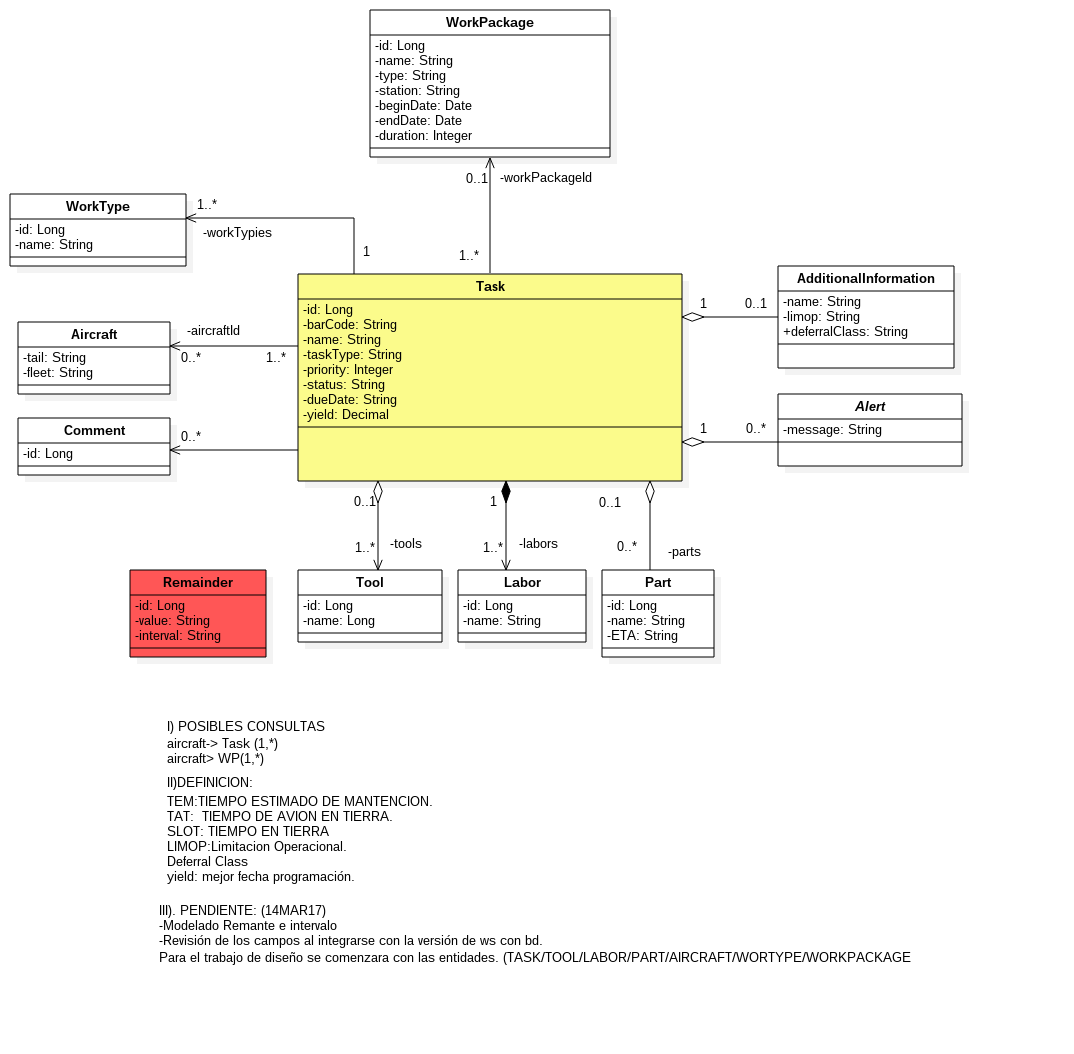 WorkPackage
-id: Long
-name: String
-type: String
-station: String
-beginDate: Date
-endDate: Date
-duration: Integer
0..1
-workPackageId
1..*
WorkType
-id: Long
-name: String
1..*
-workTypies
1
Task
-id: Long
-barCode: String
-name: String
-taskType: String
-priority: Integer
-status: String
-dueDate: String
-yield: Decimal
AdditionalInformation
-name: String
-limop: String
+deferralClass: String
1
0..1
Aircraft
-tail: String
-fleet: String
-aircraftId
0..*
1..*
Alert
-message: String
1
0..*
Comment
-id: Long
0..*
0..1
1..*
-tools
1
1..*
-labors
0..1
0..*
-parts
Remainder
-id: Long
-value: String
-interval: String
Tool
-id: Long
-name: Long
Labor
-id: Long
-name: String
Part
-id: Long
-name: String
-ETA: String
I) POSIBLES CONSULTAS
aircraft-> Task (1,*)
aircraft> WP(1,*)
II)DEFINICION:
TEM:TIEMPO ESTIMADO DE MANTENCION.
TAT:  TIEMPO DE AVION EN TIERRA.
SLOT: TIEMPO EN TIERRA
LIMOP:Limitacion Operacional.
Deferral Class
yield: mejor fecha programación.
III). PENDIENTE: (14MAR17)
-Modelado Remante e intervalo
-Revisión de los campos al integrarse con la versión de ws con bd.
Para el trabajo de diseño se comenzara con las entidades. (TASK/TOOL/LABOR/PART/AIRCRAFT/WORTYPE/WORKPACKAGE